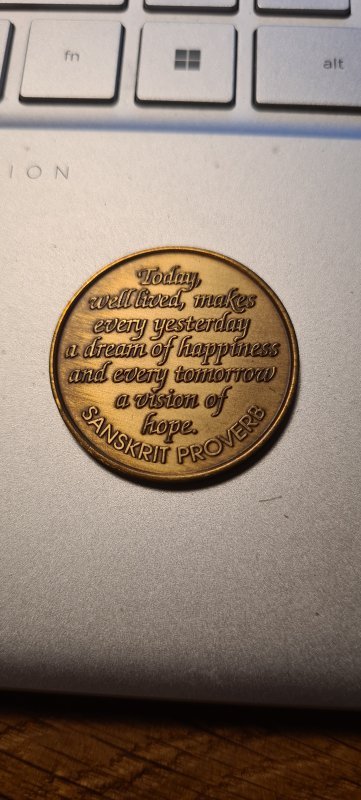 fn
alt
ION
Today,
well lived, makes
every yesterday
a dream of happiness
and every tomorrow
a vision of
hope.
SANSKRIT PROVERB